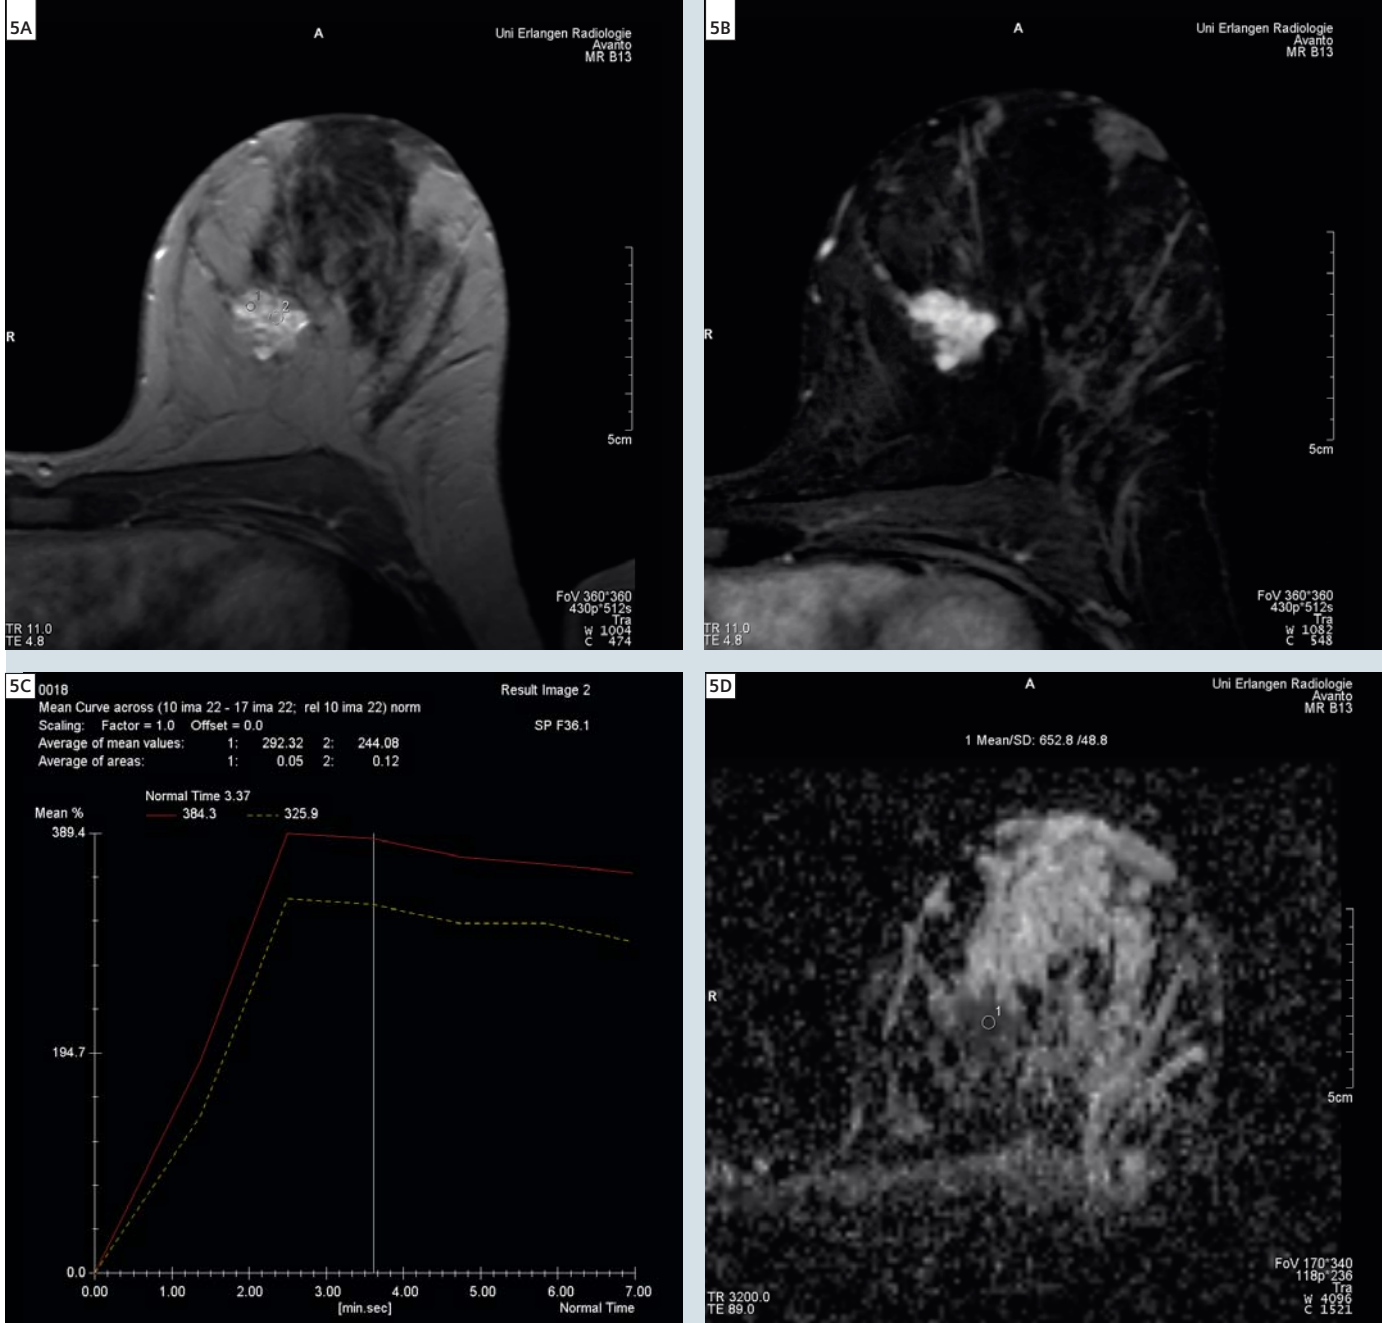 5A
A
Uni Erlangen Radiologie
Avanto
MR B13
R
1
2
5cm
FoV 360*360
430p*512s
Tra
W 1004
C 474
TR 11.0
TE 4.8
5B
A
Uni Erlangen Radiologie
Avanto
MR B13
R
5cm
FoV 360*360
430p*512s
Tra
W 1082
C 548
TR 11.0
TE 4.8
5C
0018
Result Image 2
Mean Curve across (10 ima 22 - 17 ima 22; rel 10 ima 22) norm
Scaling: Factor = 1.0 Offset = 0.0 SP F36.1
Average of mean values: 1: 292.32 2: 244.08
Average of areas: 1: 0.05 2: 0.12
Normal Time 3.37
Mean % 384.3 325.9
389.4
194.7
0.0
0.00 1.00 2.00 3.00 4.00 5.00 6.00 7.00
[min.sec] Normal Time
5D
A
Uni Erlangen Radiologie
Avanto
MR B13
1 Mean/SD: 652.8 /48.8
R
1
5cm
FoV 170*340
118p*236
Tra
W 4096
C 1521
TR 3200.0
TE 89.0